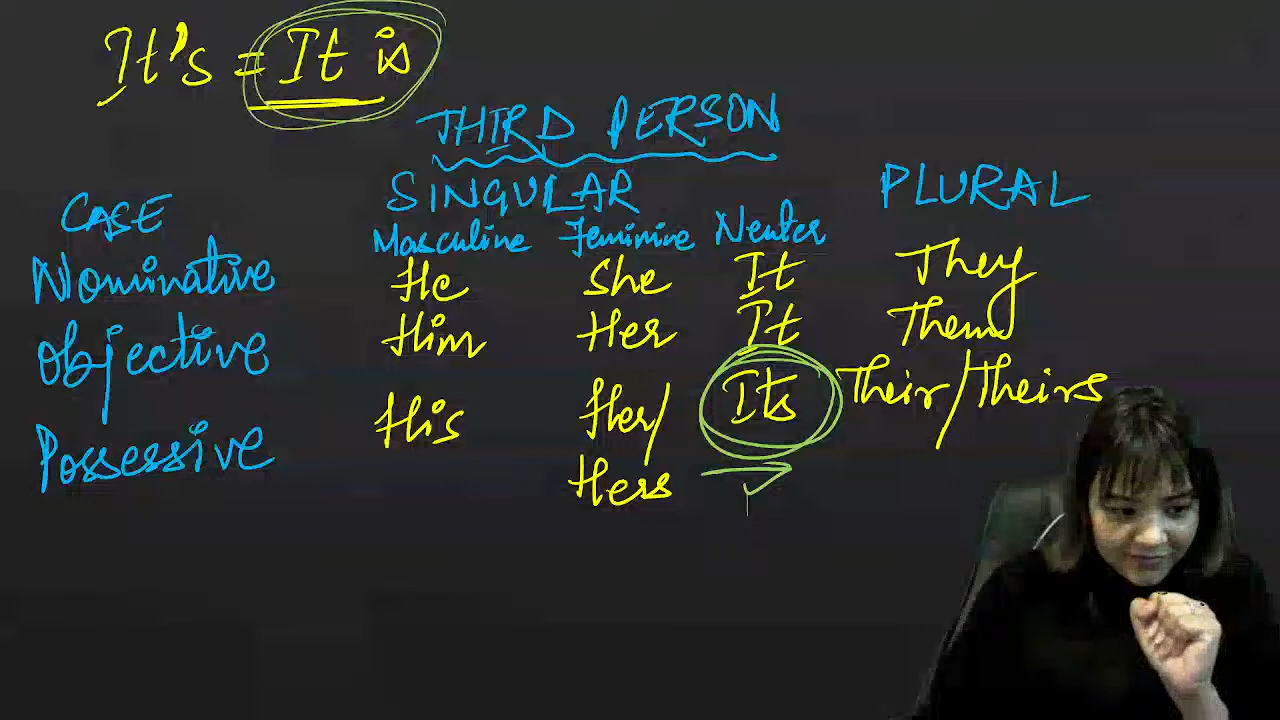 It's = It is
THIRD PERSON
CASE SINGULAR PLURAL
Masculine Feminine Neuter
Nominative He She It They
Objective Him Her It Them
Possessive His Her/ Its Their/Theirs
Hers